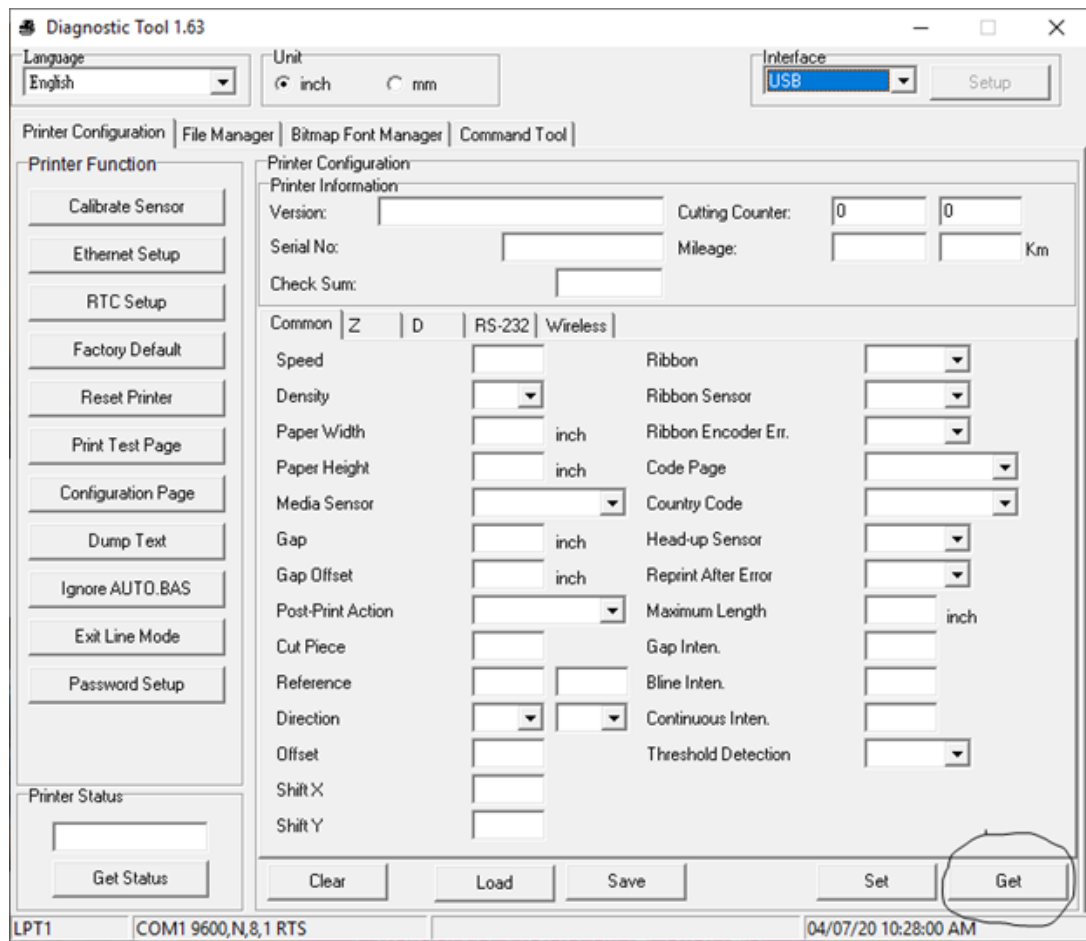 Diagnostic Tool 1.63
Language
English
Unit
inch mm
Interface
USB Setup
Printer Configuration File Manager Bitmap Font Manager Command Tool
Printer Function
Calibrate Sensor
Ethernet Setup
RTC Setup
Factory Default
Reset Printer
Print Test Page
Configuration Page
Dump Text
Ignore AUTO.BAS
Exit Line Mode
Password Setup
Printer Status
Get Status
Printer Configuration
Printer Information
Version: Cutting Counter: 0 0
Serial No: Mileage: Km
Check Sum:
Common Z D RS-232 Wireless
Speed Ribbon
Density Ribbon Sensor
Paper Width inch Ribbon Encoder Err.
Paper Height inch Code Page
Media Sensor Country Code
Gap inch Head-up Sensor
Gap Offset inch Reprint After Error
Post-Print Action Maximum Length inch
Cut Piece Gap Inten.
Reference Bline Inten.
Direction Continuous Inten.
Offset Threshold Detection
Shift X
Shift Y
Clear Load Save Set Get
LPT1 COM1 9600,N,8,1 RTS 04/07/20 10:28:00 AM